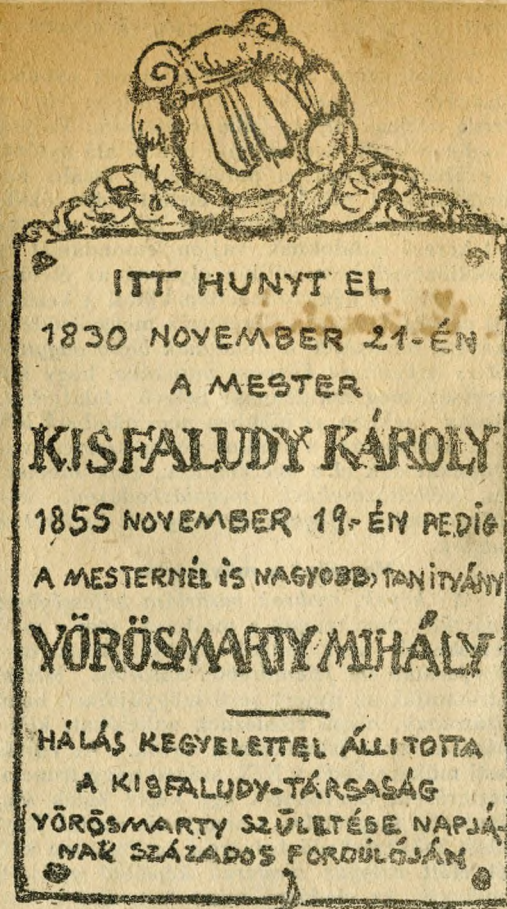 ITT HUNYT EL
1830 NOVEMBER 21-ÉN
A MESTER
KISFALUDY KÁROLY
1855 NOVEMBER 19-ÉN PEDIG
A MESTERNÉL IS NAGYOBB TANITVÁNY
VÖRÖSMARTY MIHÁLY
HÁLÁS KEGYELETTEL ÁLLITOTTA
A KISFALUDY-TÁRSASÁG
VÖRÖSMARTY SZÜLETÉSE NAPJÁ-
NAK SZÁZADOS FORDÚLÓJÁN